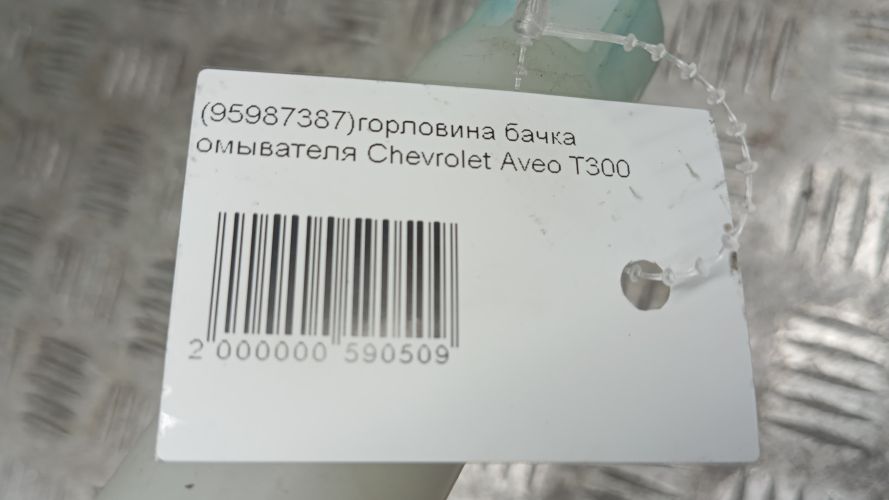 (95987387)горловина бачка
омывателя Chevrolet Aveo T300
2 000000 590509